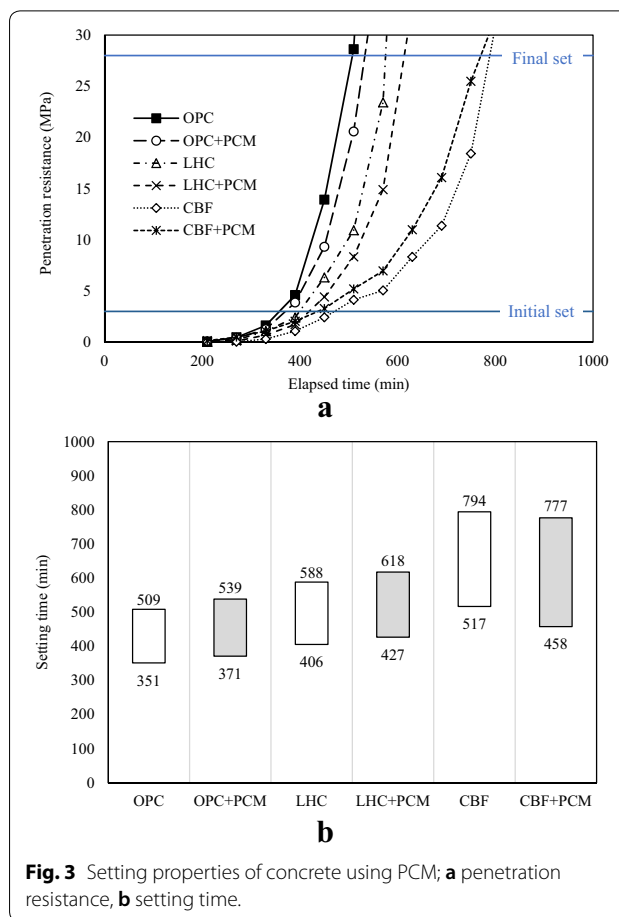 30
25
20
15
10
5
0
Penetration resistance (MPa)
Final set
OPC
OPC+PCM
LHC
LHC+PCM
CBF
CBF+PCM
Initial set
0 200 400 600 800 1000
Elapsed time (min)
a
1000
900
800
700
600
500
400
300
200
100
0
Setting time (min)
509 539 588 618 794 777
351 371 406 427 517 458
OPC OPC+PCM LHC LHC+PCM CBF CBF+PCM
b
Fig. 3 Setting properties of concrete using PCM; a penetration
resistance, b setting time.